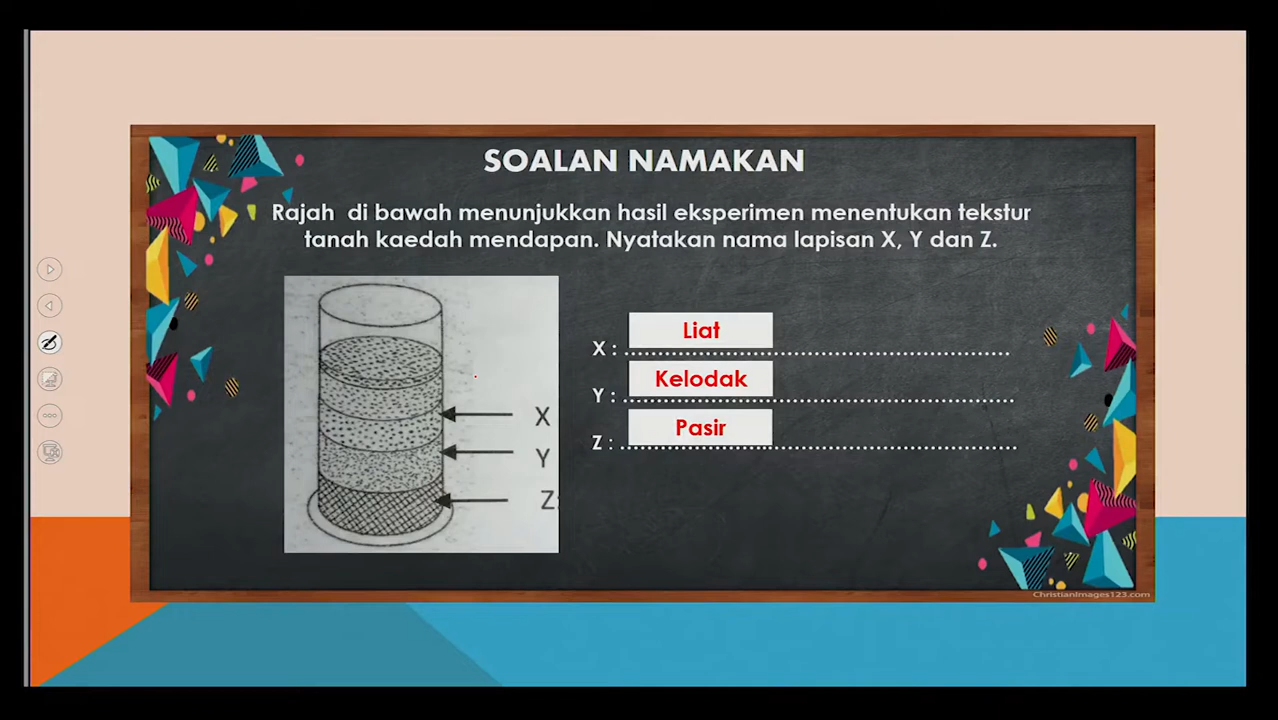 SOALAN NAMAKAN
Rajah di bawah menunjukkan hasil eksperimen menentukan tekstur
tanah kaedah mendapan. Nyatakan nama lapisan X, Y dan Z.
X
Y
Z:
X : Liat
Y : Kelodak
Z : Pasir
ChristianImages123.com